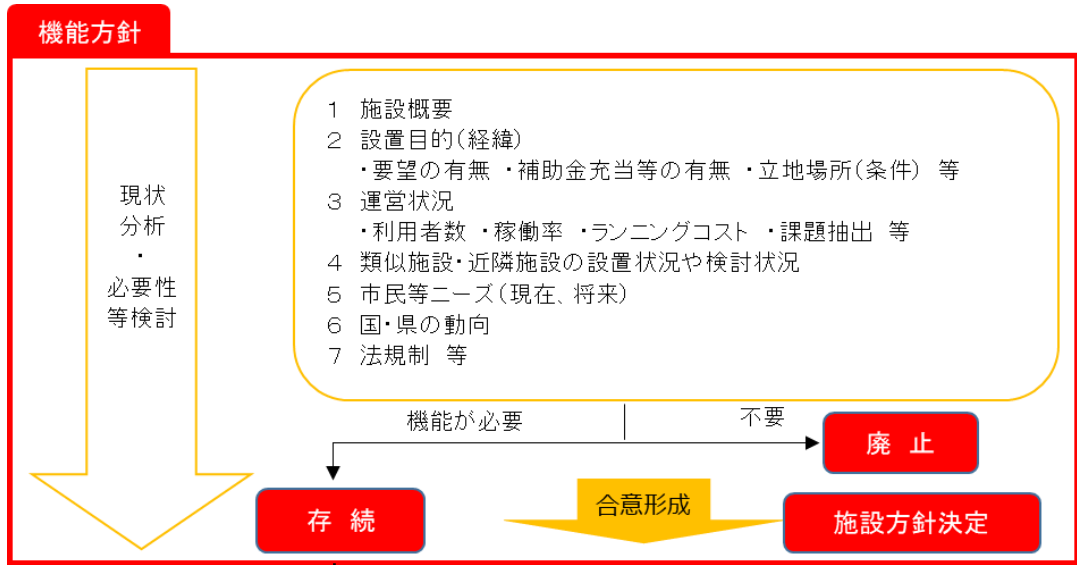 機能方針
現状
分析
・
必要性
等検討
1 施設概要
2 設置目的(経緯)
・要望の有無 ・補助金充当等の有無 ・立地場所(条件) 等
3 運営状況
・利用者数 ・稼働率 ・ランニングコスト ・課題抽出 等
4 類似施設・近隣施設の設置状況や検討状況
5 市民等ニーズ(現在、将来)
6 国・県の動向
7 法規制 等
機能が必要
不要
廃 止
存 続
合意形成
施設方針決定